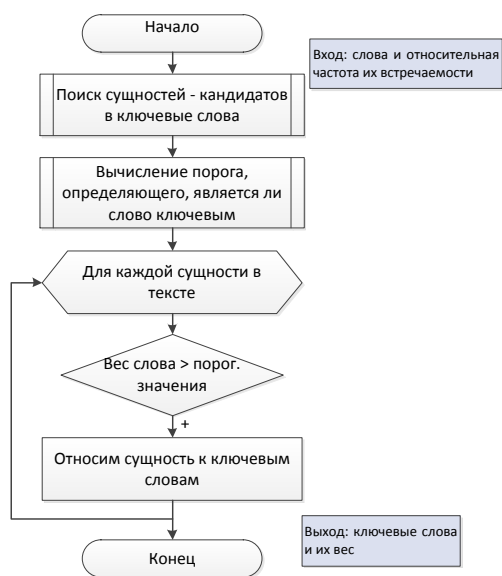 Начало
Вход: слова и относительная
частота их встречаемости
Поиск сущностей - кандидатов
в ключевые слова
Вычисление порога,
определяющего, является ли
слово ключевым
Для каждой сущности в
тексте
Вес слова > порог.
значения
+
Относим сущность к ключевым
словам
Выход: ключевые слова
и их вес
Конец